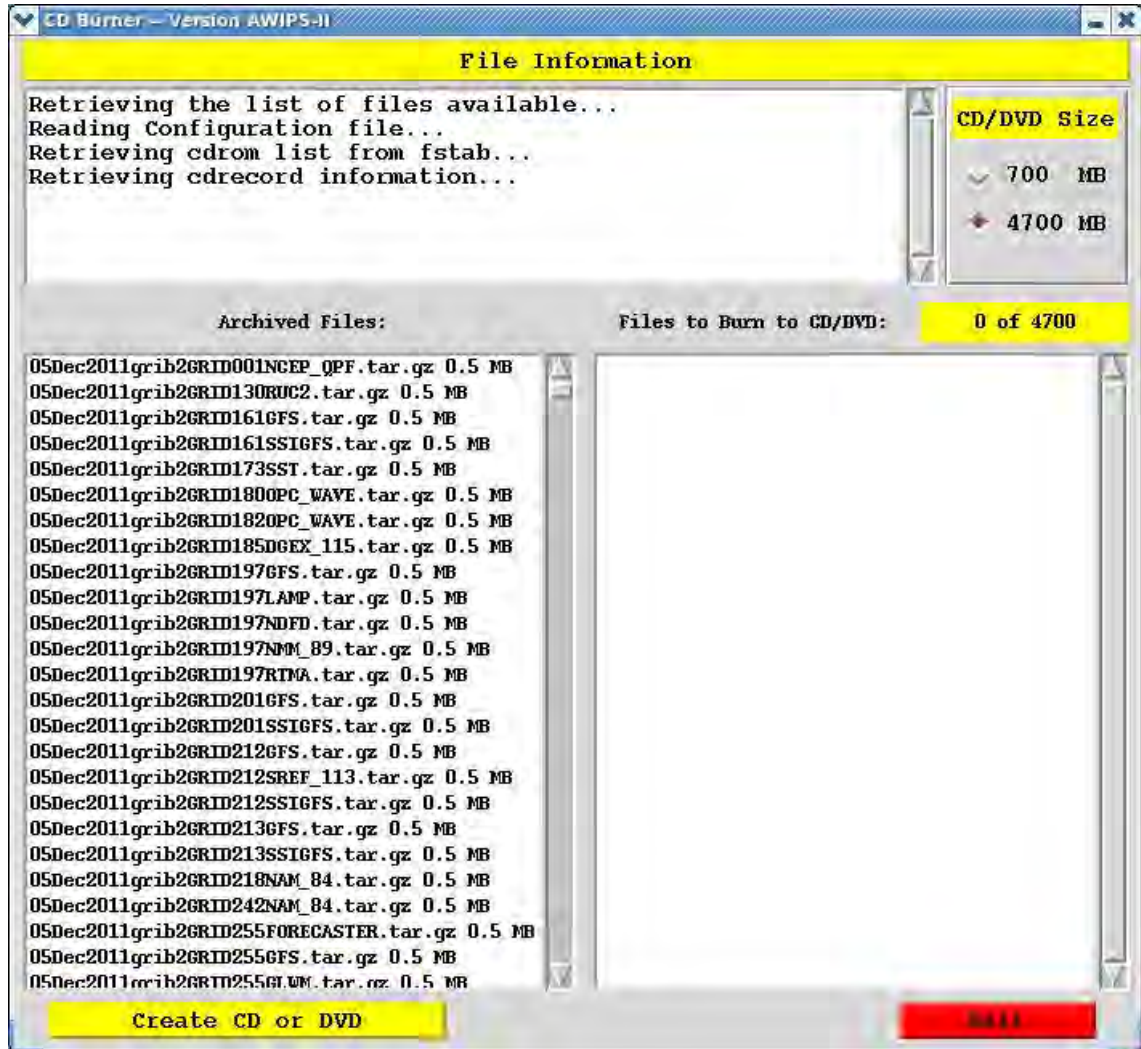 CD Burner - Version AWIPS-II
File Information
Retrieving the list of files available...
Reading Configuration file...
Retrieving cdrom list from fstab...
Retrieving cdrecord information...
CD/DVD Size
700 MB
4700 MB
Archived Files:
Files to Burn to CD/DVD:
0 of 4700
05Dec2011grib2GRID001NCEP_QPF.tar.gz 0.5 MB
05Dec2011grib2GRID130RUC2.tar.gz 0.5 MB
05Dec2011grib2GRID161GFS.tar.gz 0.5 MB
05Dec2011grib2GRID161SSIGFS.tar.gz 0.5 MB
05Dec2011grib2GRID173SST.tar.gz 0.5 MB
05Dec2011grib2GRID180OPC_WAVE.tar.gz 0.5 MB
05Dec2011grib2GRID182OPC_WAVE.tar.gz 0.5 MB
05Dec2011grib2GRID185DGEX_115.tar.gz 0.5 MB
05Dec2011grib2GRID197GFS.tar.gz 0.5 MB
05Dec2011grib2GRID197LAMP.tar.gz 0.5 MB
05Dec2011grib2GRID197NDFD.tar.gz 0.5 MB
05Dec2011grib2GRID197NMM_89.tar.gz 0.5 MB
05Dec2011grib2GRID197RTMA.tar.gz 0.5 MB
05Dec2011grib2GRID201GFS.tar.gz 0.5 MB
05Dec2011grib2GRID201SSIGFS.tar.gz 0.5 MB
05Dec2011grib2GRID212GFS.tar.gz 0.5 MB
05Dec2011grib2GRID212SREF_113.tar.gz 0.5 MB
05Dec2011grib2GRID212SSIGFS.tar.gz 0.5 MB
05Dec2011grib2GRID213GFS.tar.gz 0.5 MB
05Dec2011grib2GRID213SSIGFS.tar.gz 0.5 MB
05Dec2011grib2GRID218NAM_84.tar.gz 0.5 MB
05Dec2011grib2GRID242NAM_84.tar.gz 0.5 MB
05Dec2011grib2GRID255FORECASTER.tar.gz 0.5 MB
05Dec2011grib2GRID255GFS.tar.gz 0.5 MB
05Dec2011grib2GRID255GLWM.tar.gz 0.5 MB
Create CD or DVD